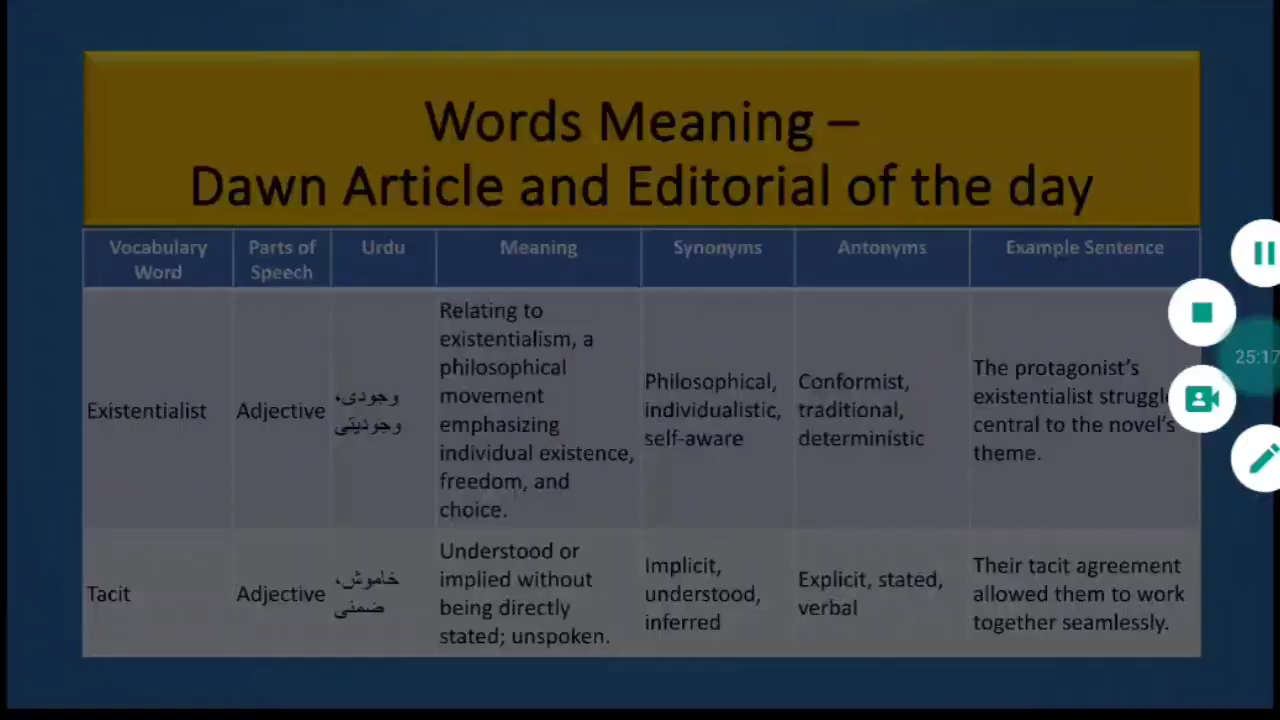 Words Meaning –
Dawn Article and Editorial of the day
Vocabulary Word
Parts of Speech
Urdu
Meaning
Synonyms
Antonyms
Example Sentence
Existentialist
Adjective
وجودی،
وجودیتی
Relating to
existentialism, a
philosophical
movement
emphasizing
individual existence,
freedom, and
choice.
Philosophical,
individualistic,
self-aware
Conformist,
traditional,
deterministic
The protagonist’s
existentialist struggle
central to the novel’s
theme.
Tacit
Adjective
خاموش،
ضمنی
Understood or
implied without
being directly
stated; unspoken.
Implicit,
understood,
inferred
Explicit, stated,
verbal
Their tacit agreement
allowed them to work
together seamlessly.
25:17